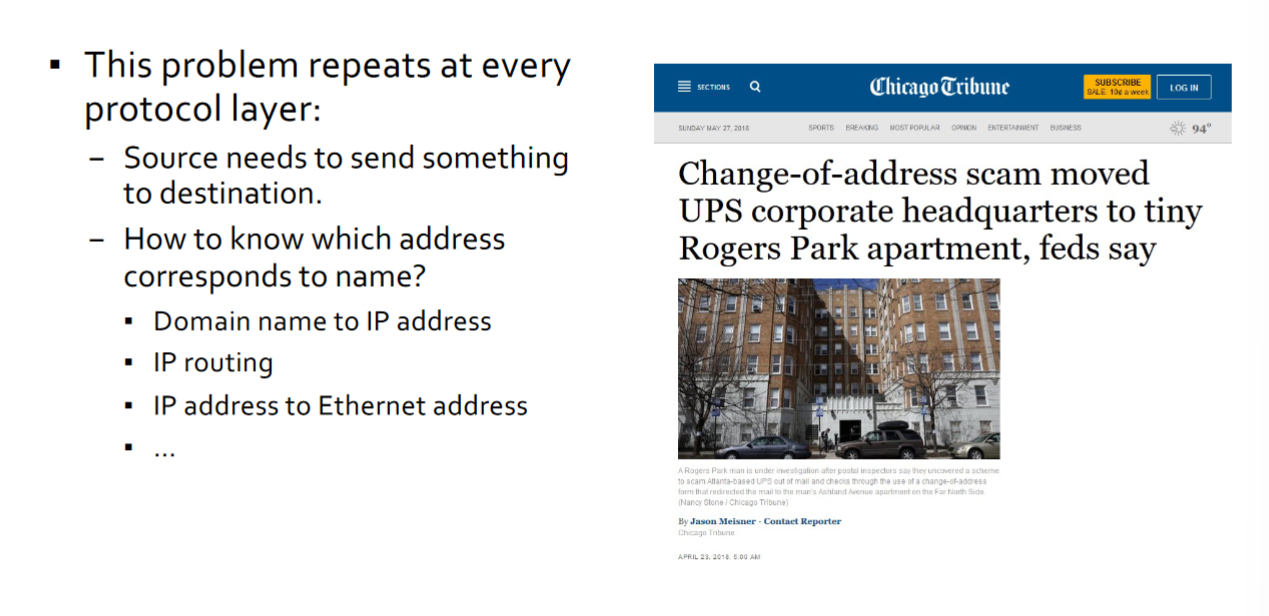 This problem repeats at every
protocol layer:
– Source needs to send something
to destination.
– How to know which address
corresponds to name?
▪ Domain name to IP address
▪ IP routing
▪ IP address to Ethernet address
▪ ...
SECTIONS
Chicago Tribune
SUBSCRIBE
SALE: 19¢ a week
LOG IN
SUNDAY MAY 27, 2018
SPORTS BREAKING MOST POPULAR OPINION ENTERTAINMENT BUSINESS
94°
Change-of-address scam moved
UPS corporate headquarters to tiny
Rogers Park apartment, feds say
A Rogers Park man is under investigation after postal inspectors say they uncovered a scheme
to scam Atlanta-based UPS out of mail and checks through the use of a change-of-address
form that redirected the mail to the man's Ashland Avenue apartment on the Far North Side.
(Nancy Stone / Chicago Tribune)
By Jason Meisner - Contact Reporter
Chicago Tribune
APRIL 23, 2018, 5:00 AM